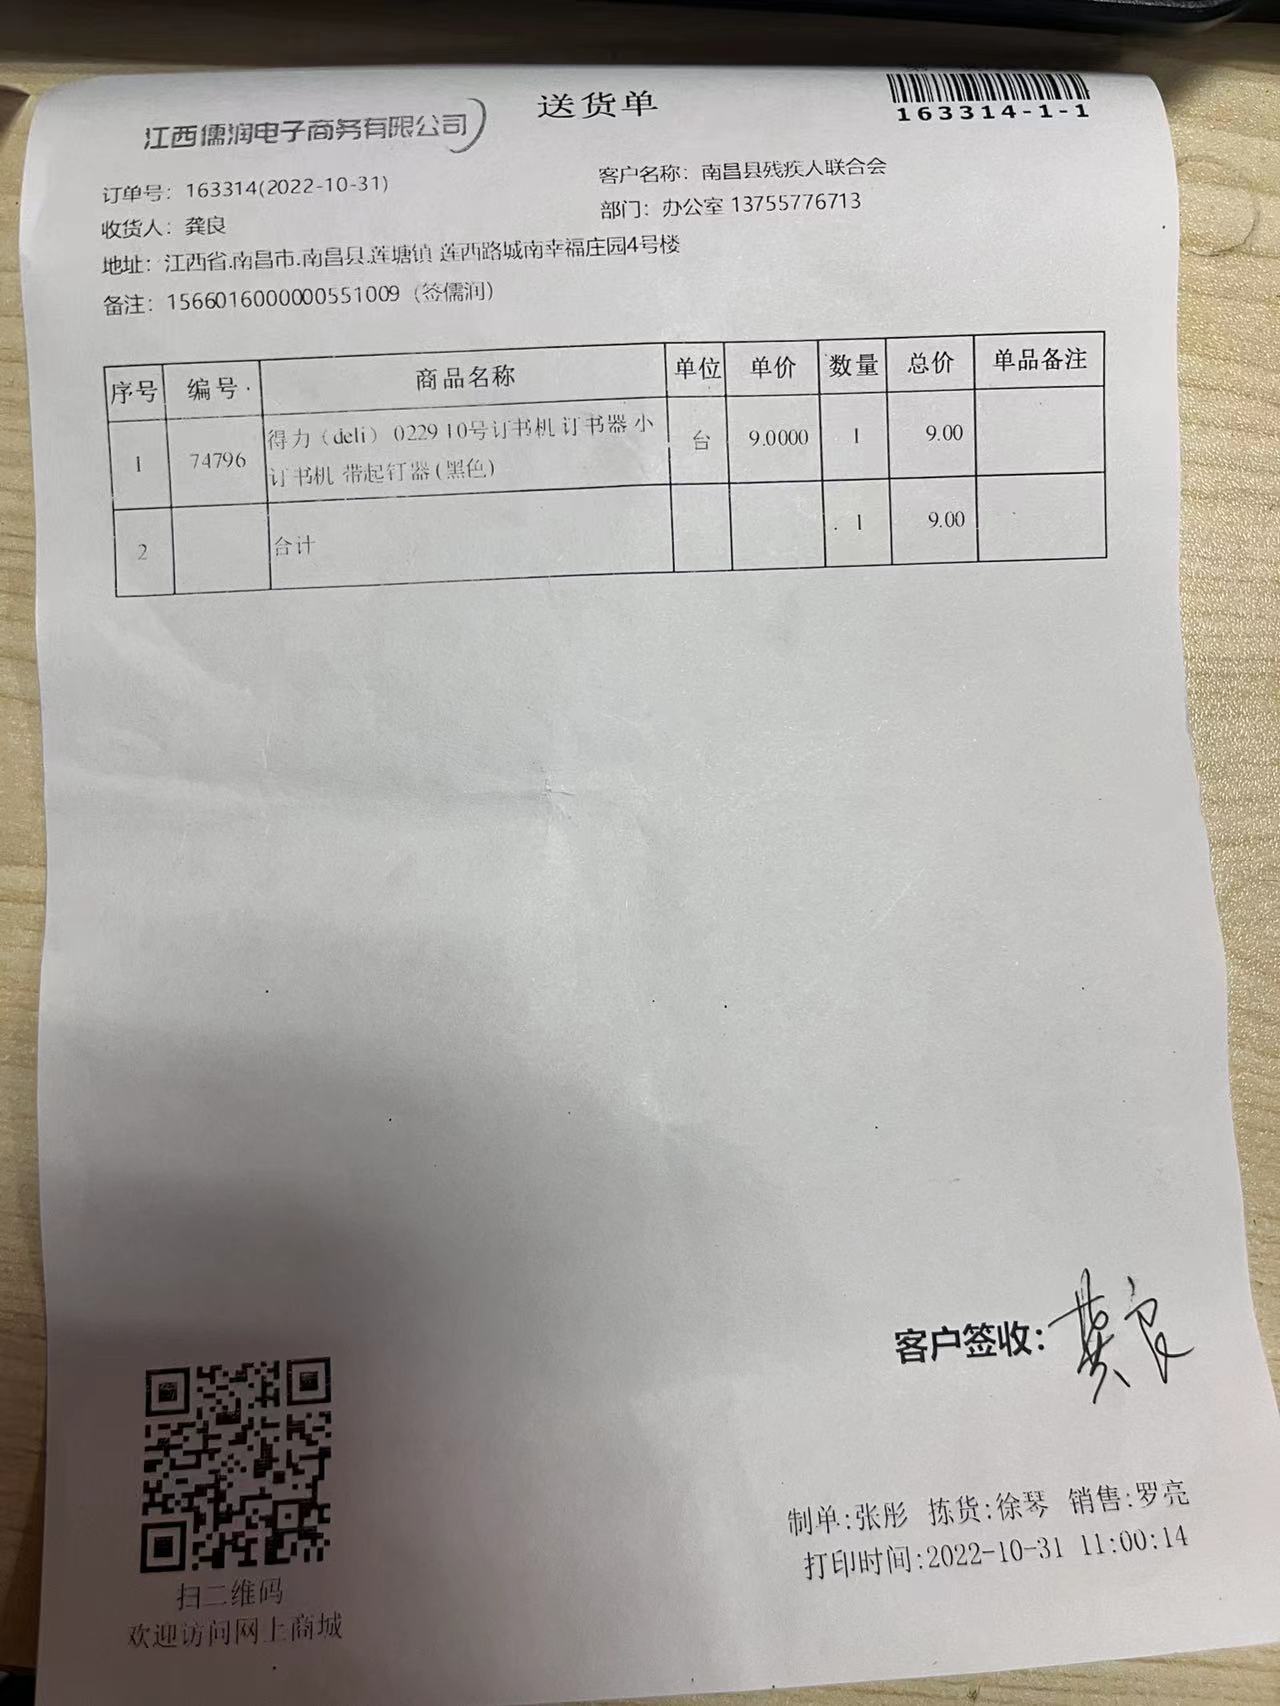 送货单
163314-1-1
江西儒润电子商务有限公司
订单号：163314(2022-10-31)
客户名称：南昌县残疾人联合会
收货人：龚良
部门：办公室 13755776713
地址：江西省.南昌市.南昌县.莲塘镇 莲西路城南幸福庄园4号楼
备注：1566016000000551009（签儒润）
序号 编号 商品名称 单位 单价 数量 总价 单品备注
1 74796 得力（deli） 0229 10号订书机 订书器 小 台 9.0000 1 9.00
订书机 带起钉器(黑色)
2 合计 1 9.00
客户签收：龚良
制单:张彤 拣货:徐琴 销售:罗亮
打印时间:2022-10-31 11:00:14
扫二维码
欢迎访问网上商城